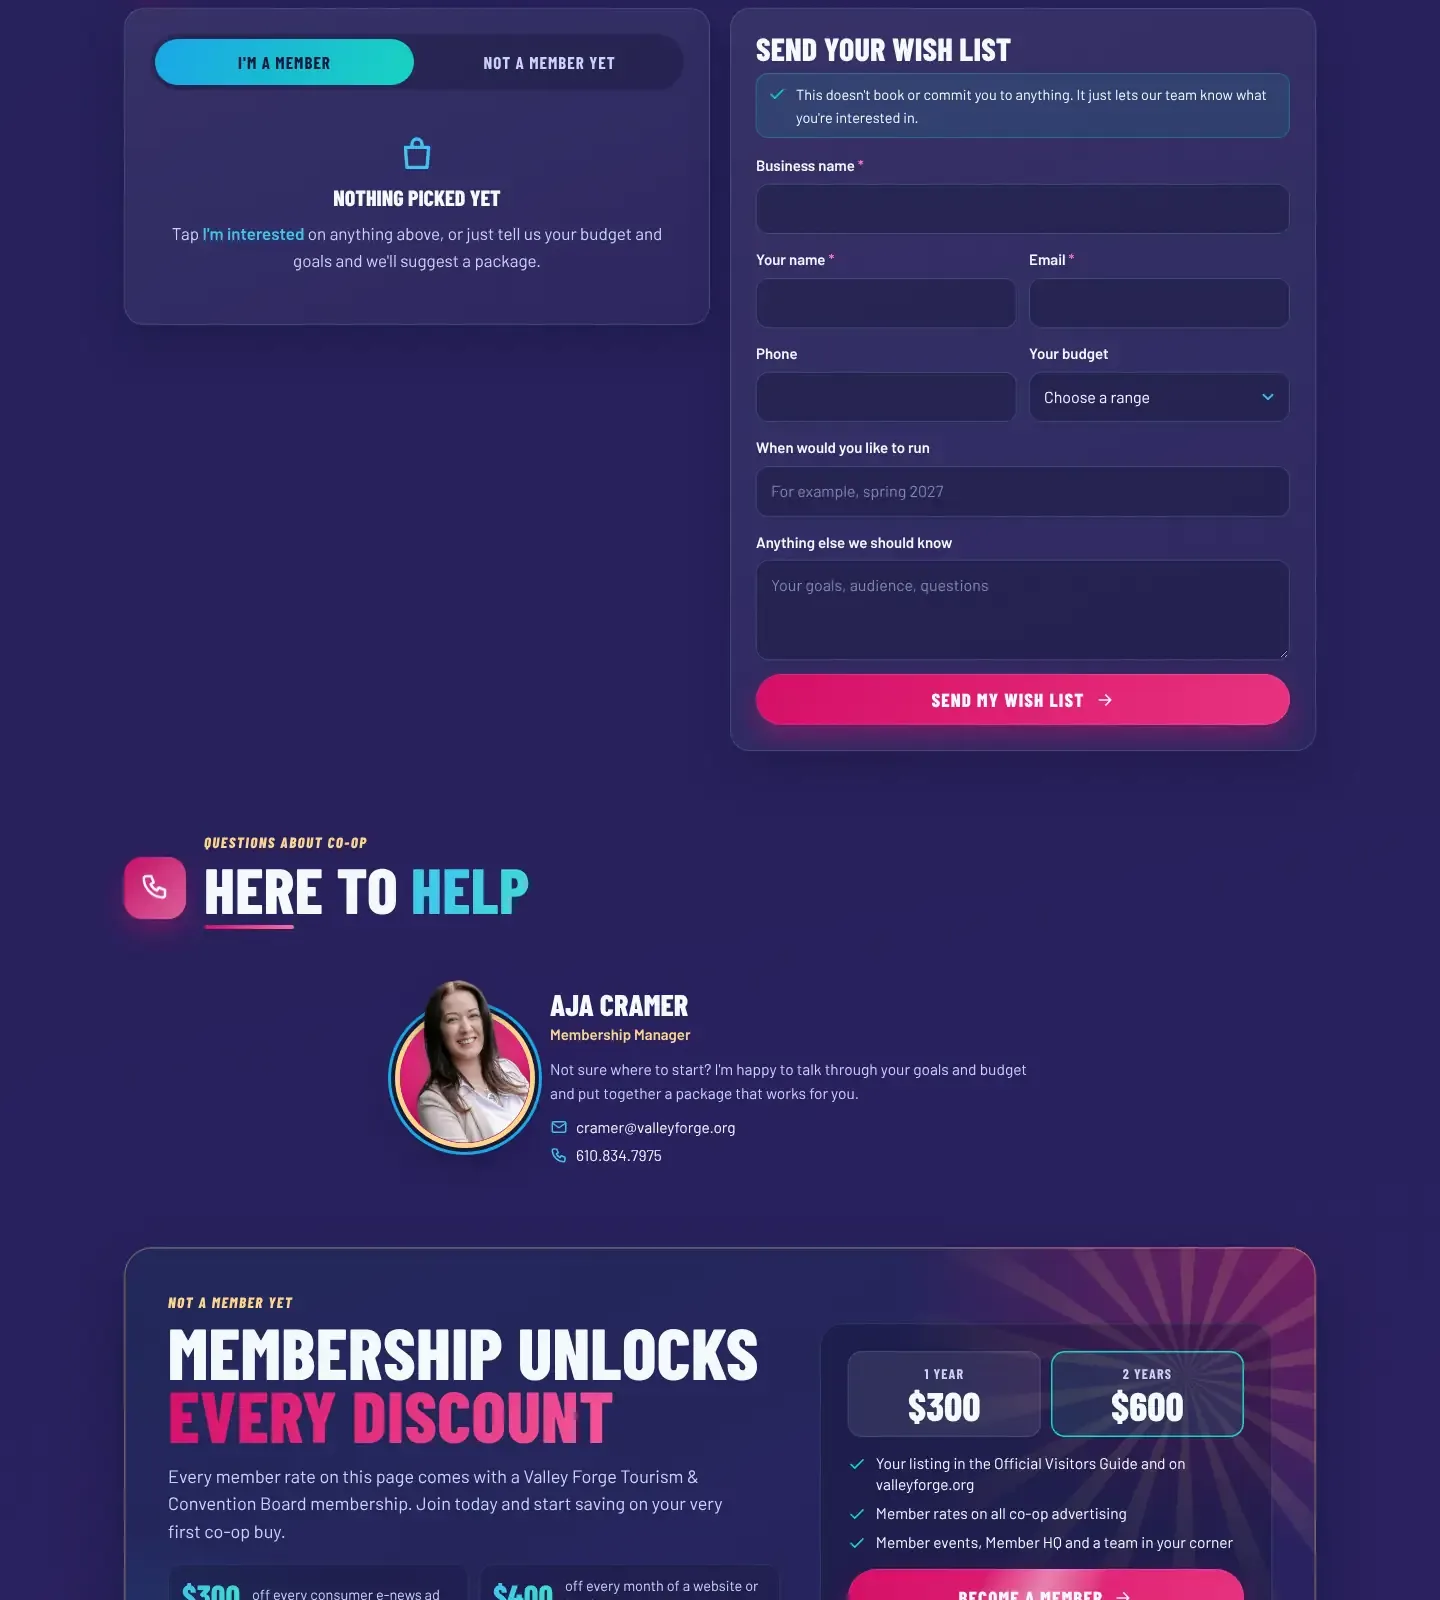 I'M A MEMBER
NOT A MEMBER YET
NOTHING PICKED YET
Tap I'm interested on anything above, or just tell us your budget and
goals and we'll suggest a package.
SEND YOUR WISH LIST
This doesn't book or commit you to anything. It just lets our team know what
you're interested in.
Business name *
Your name *
Email *
Phone
Your budget
Choose a range
When would you like to run
For example, spring 2027
Anything else we should know
Your goals, audience, questions
SEND MY WISH LIST →
QUESTIONS ABOUT CO-OP
HERE TO HELP
AJA CRAMER
Membership Manager
Not sure where to start? I'm happy to talk through your goals and budget
and put together a package that works for you.
cramer@valleyforge.org
610.834.7975
NOT A MEMBER YET
MEMBERSHIP UNLOCKS
EVERY DISCOUNT
Every member rate on this page comes with a Valley Forge Tourism &
Convention Board membership. Join today and start saving on your very
first co-op buy.
$300 off every consumer e-news ad
$400 off every month of a website or
1 YEAR
$300
2 YEARS
$600
Your listing in the Official Visitors Guide and on
valleyforge.org
Member rates on all co-op advertising
Member events, Member HQ and a team in your corner
BECOME A MEMBER →